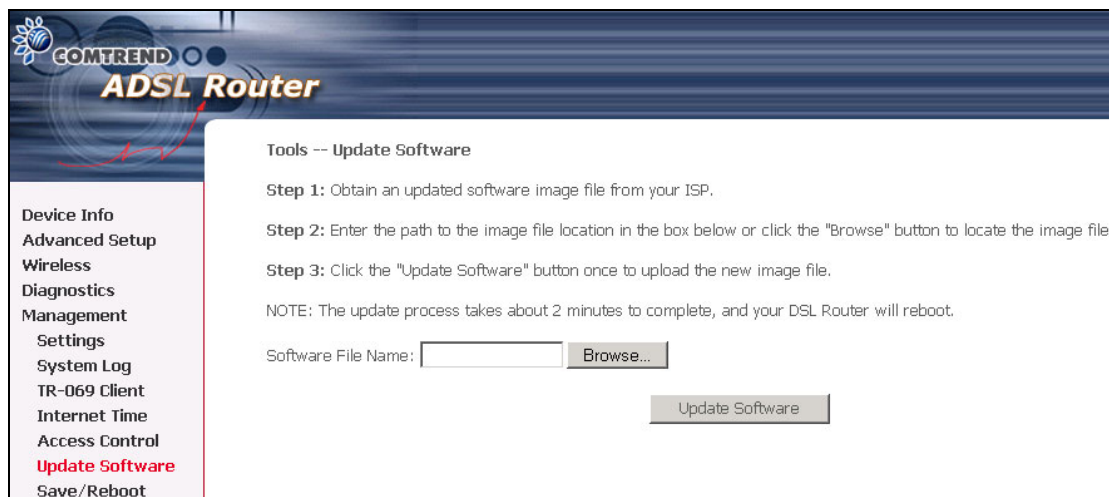 COMTREND
ADSL Router
Device Info
Advanced Setup
Wireless
Diagnostics
Management
Settings
System Log
TR-069 Client
Internet Time
Access Control
Update Software
Save/Reboot
Tools -- Update Software
Step 1: Obtain an updated software image file from your ISP.
Step 2: Enter the path to the image file location in the box below or click the "Browse" button to locate the image file
Step 3: Click the "Update Software" button once to upload the new image file.
NOTE: The update process takes about 2 minutes to complete, and your DSL Router will reboot.
Software File Name: Browse...
Update Software